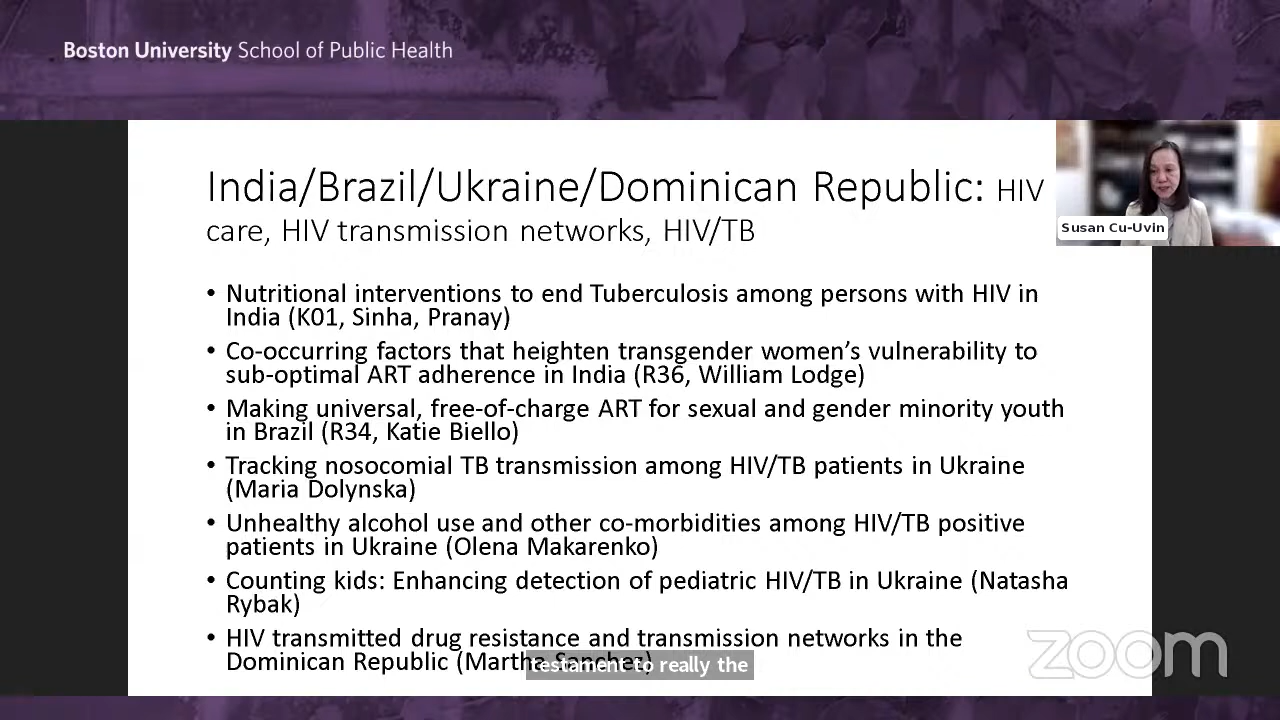 Boston University School of Public Health
India/Brazil/Ukraine/Dominican Republic: HIV
care, HIV transmission networks, HIV/TB
Susan Cu-Uvin
• Nutritional interventions to end Tuberculosis among persons with HIV in
India (K01, Sinha, Pranay)
• Co-occurring factors that heighten transgender women’s vulnerability to
sub-optimal ART adherence in India (R36, William Lodge)
• Making universal, free-of-charge ART for sexual and gender minority youth
in Brazil (R34, Katie Biello)
• Tracking nosocomial TB transmission among HIV/TB patients in Ukraine
(Maria Dolynska)
• Unhealthy alcohol use and other co-morbidities among HIV/TB positive
patients in Ukraine (Olena Makarenko)
• Counting kids: Enhancing detection of pediatric HIV/TB in Ukraine (Natasha
Rybak)
• HIV transmitted drug resistance and transmission networks in the
Dominican Republic (Martha Sanchez)
testament to really the
zoom